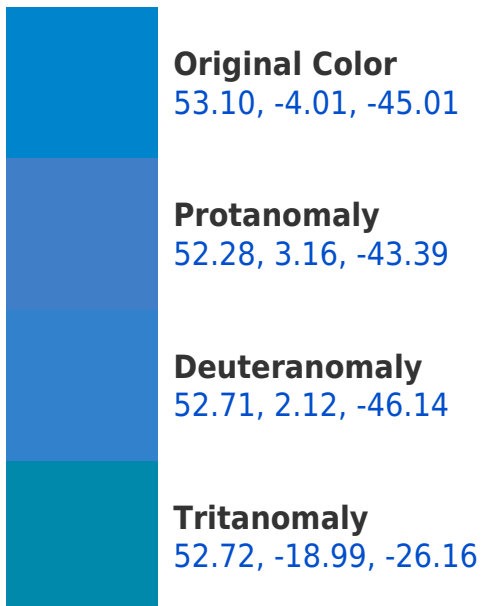 Original Color
53.10, -4.01, -45.01
Protanomaly
52.28, 3.16, -43.39
Deuteranomaly
52.71, 2.12, -46.14
Tritanomaly
52.72, -18.99, -26.16